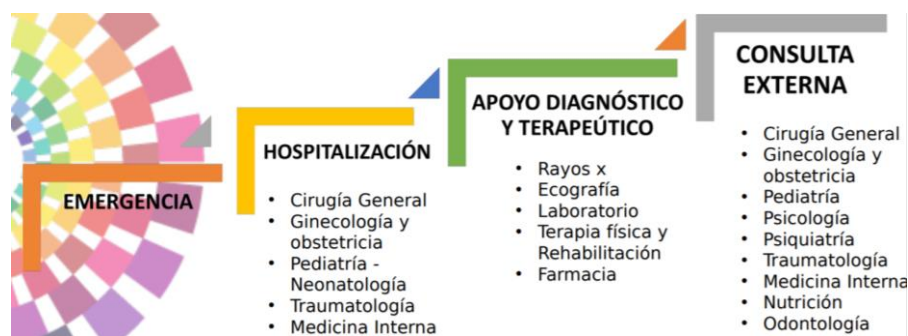 EMERGENCIA
HOSPITALIZACIÓN
• Cirugía General
• Ginecología y
obstetricia
• Pediatría -
Neonatología
• Traumatología
• Medicina Interna
APOYO DIAGNÓSTICO
Y TERAPEÚTICO
• Rayos x
• Ecografía
• Laboratorio
• Terapia física y
Rehabilitación
• Farmacia
CONSULTA
EXTERNA
• Cirugía General
• Ginecología y
obstetricia
• Pediatría
• Psicología
• Psiquiatría
• Traumatología
• Medicina Interna
• Nutrición
• Odontología